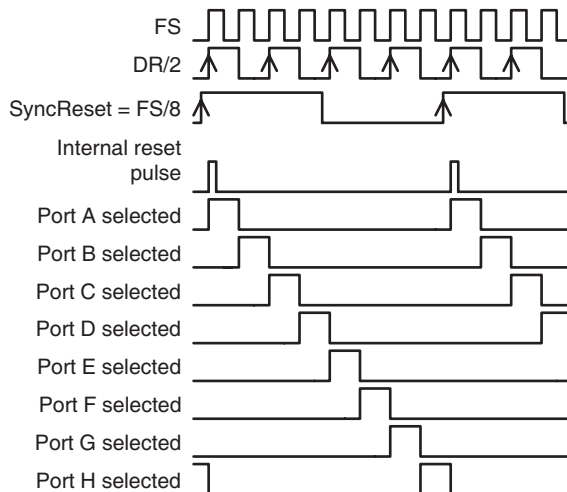 FS
DR/2
SyncReset = FS/8
Internal reset
pulse
Port A selected
Port B selected
Port C selected
Port D selected
Port E selected
Port F selected
Port G selected
Port H selected